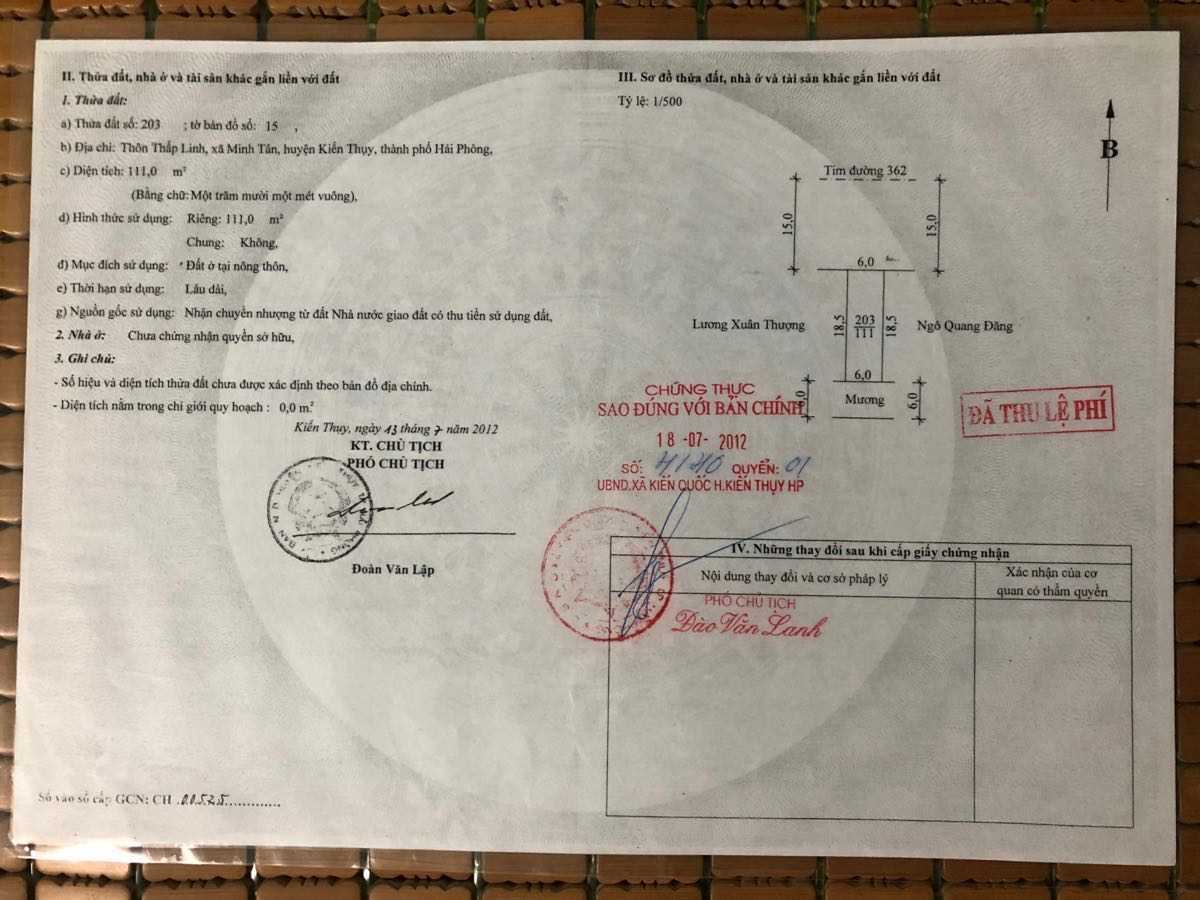 II. Thửa đất, nhà ở và tài sản khác gắn liền với đất
1. Thửa đất:
a) Thửa đất số: 203 ; tờ bản đồ số: 15 ,
b) Địa chỉ: Thôn Thấp Linh, xã Minh Tân, huyện Kiến Thụy, thành phố Hải Phòng,
c) Diện tích: 111,0 m²
(Bằng chữ: Một trăm mười một mét vuông),
d) Hình thức sử dụng: Riêng: 111,0 m²
Chung: Không,
đ) Mục đích sử dụng: Đất ở tại nông thôn,
e) Thời hạn sử dụng: Lâu dài,
g) Nguồn gốc sử dụng: Nhận chuyển nhượng từ đất Nhà nước giao đất có thu tiền sử dụng đất,
2. Nhà ở: Chưa chứng nhận quyền sở hữu,
3. Ghi chú:
- Số hiệu và diện tích thửa đất chưa được xác định theo bản đồ địa chính.
- Diện tích nằm trong chỉ giới quy hoạch : 0,0 m².
Kiến Thụy, ngày 13 tháng 7 năm 2012
KT. CHỦ TỊCH
PHÓ CHỦ TỊCH
Đoàn Văn Lập
Số vào sổ cấp GCN: CH 00525
III. Sơ đồ thửa đất, nhà ở và tài sản khác gắn liền với đất
Tỷ lệ: 1/500
B
Tim đường 362
15,0
15,0
6,0
Lương Xuân Thượng
18,5
203
111
18,5
Ngô Quang Đăng
6,0
6,0
Mương
6,0
CHỨNG THỰC
SAO ĐÚNG VỚI BẢN CHÍNH
18-07-2012
SỐ: 4140 QUYỂN: 01
UBND.XÃ KIẾN QUỐC H.KIẾN THỤY HP
ĐÃ THU LỆ PHÍ
IV. Những thay đổi sau khi cấp giấy chứng nhận
Nội dung thay đổi và cơ sở pháp lý
Xác nhận của cơ
quan có thẩm quyền
PHÓ CHỦ TỊCH
Đào Văn Lanh